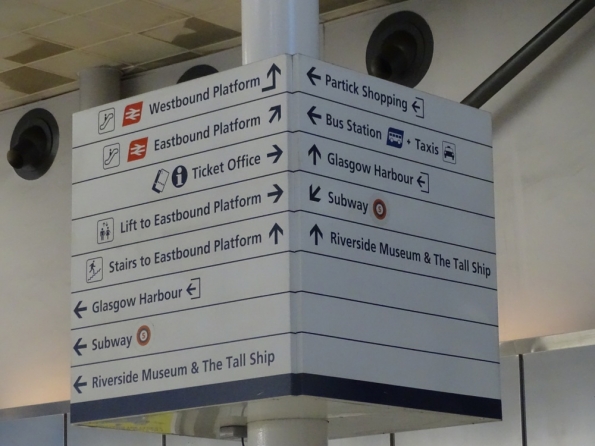 Westbound Platform
Eastbound Platform
Ticket Office
Lift to Eastbound Platform
Stairs to Eastbound Platform
Glasgow Harbour
Subway S
Riverside Museum & The Tall Ship
Partick Shopping
Bus Station + Taxis
Glasgow Harbour
Subway S
Riverside Museum & The Tall Ship